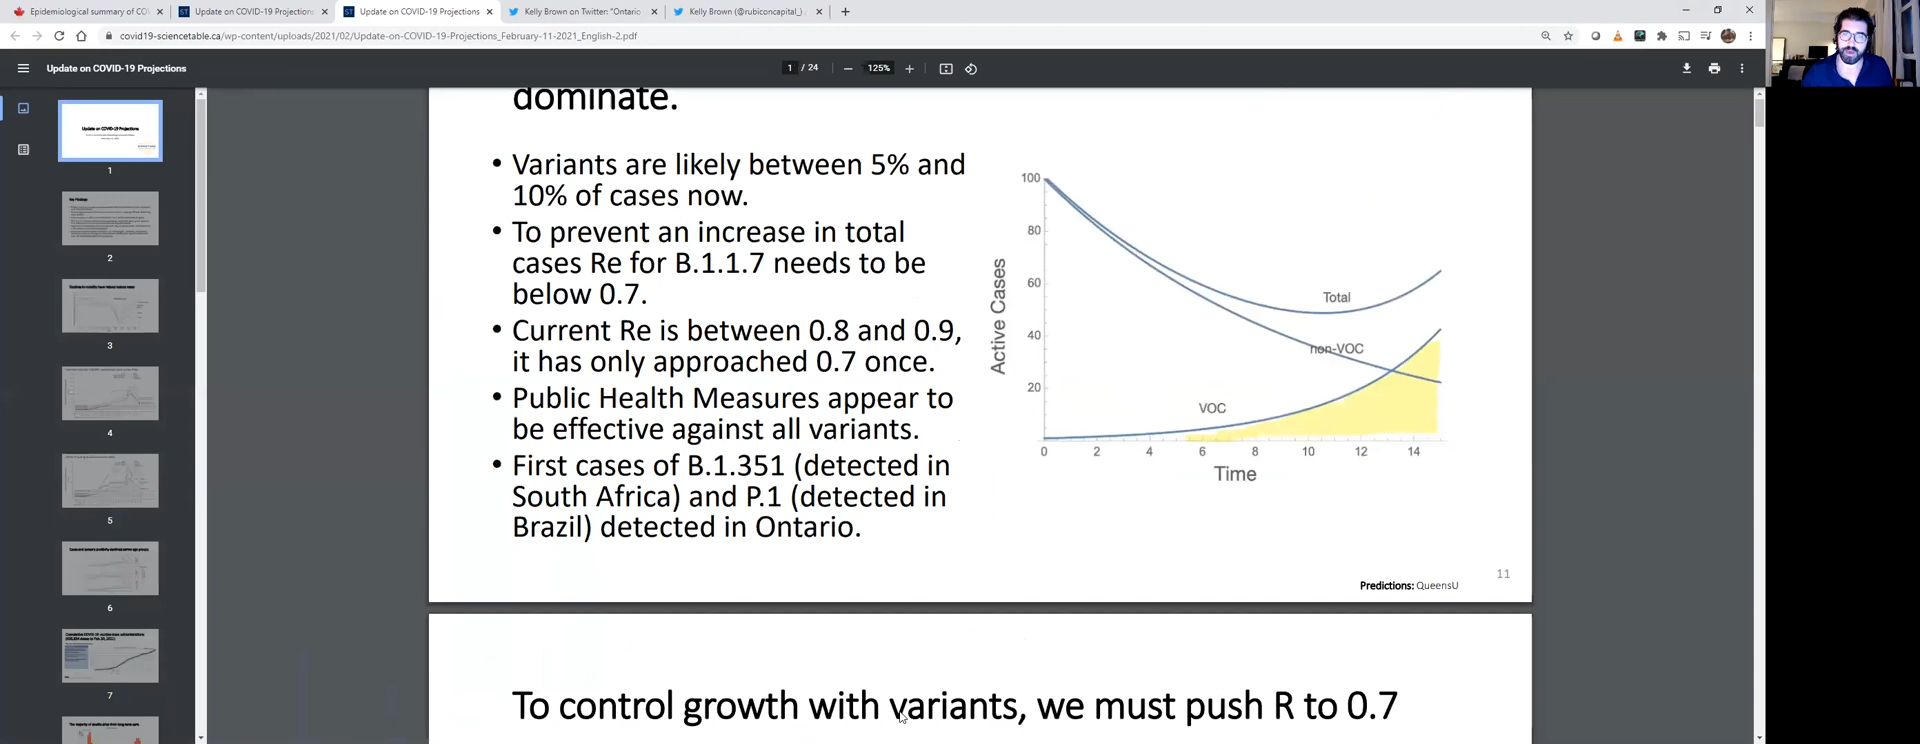 Epidemiological summary of CO
Update on COVID-19 Projections
Update on COVID-19 Projections
Kelly Brown on Twitter: "Ontario
Kelly Brown (@rubiconcapital_)
covid19-sciencetable.ca/wp-content/uploads/2021/02/Update-on-COVID-19-Projections_February-11-2021_English-2.pdf
Update on COVID-19 Projections
1 / 24
125%
Update on COVID-19 Projections
1
Key Findings
2
3
4
5
6
7
dominate.
• Variants are likely between 5% and
10% of cases now.
• To prevent an increase in total
cases Re for B.1.1.7 needs to be
below 0.7.
• Current Re is between 0.8 and 0.9,
it has only approached 0.7 once.
• Public Health Measures appear to
be effective against all variants.
• First cases of B.1.351 (detected in
South Africa) and P.1 (detected in
Brazil) detected in Ontario.
100
80
60
40
20
Active Cases
Total
non-VOC
VOC
0 2 4 6 8 10 12 14
Time
11
Predictions: QueensU
To control growth with variants, we must push R to 0.7